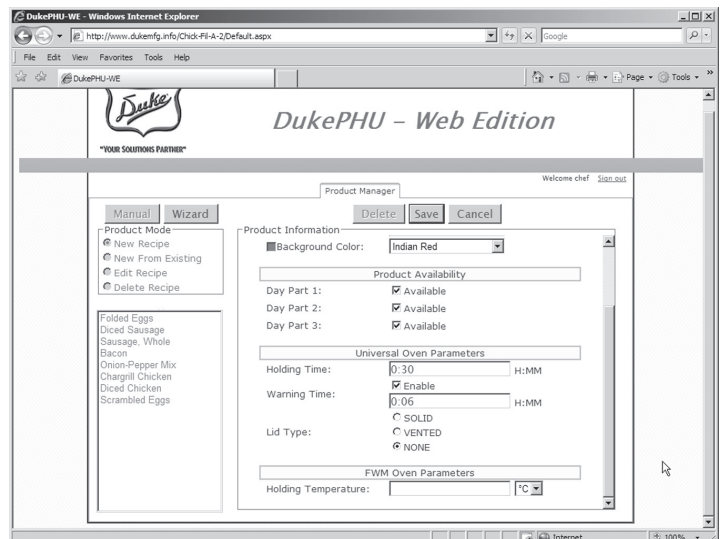 DukePHU-WE - Windows Internet Explorer
http://www.dukemfg.info/Chick-Fil-A-2/Default.aspx
Google
File Edit View Favorites Tools Help
DukePHU-WE
Page Tools
Duke
"YOUR SOLUTIONS PARTNER"
DukePHU – Web Edition
Welcome chef Sign out
Product Manager
Manual Wizard
Delete Save Cancel
Product Mode
New Recipe
New From Existing
Edit Recipe
Delete Recipe
Folded Eggs
Diced Sausage
Sausage, Whole
Bacon
Onion-Pepper Mix
Chargrill Chicken
Diced Chicken
Scrambled Eggs
Product Information
Background Color: Indian Red
Product Availability
Day Part 1: Available
Day Part 2: Available
Day Part 3: Available
Universal Oven Parameters
Holding Time: 0:30 H:MM
Enable
Warning Time: 0:06 H:MM
SOLID
Lid Type: VENTED
NONE
FWM Oven Parameters
Holding Temperature: °C
Internet 100%